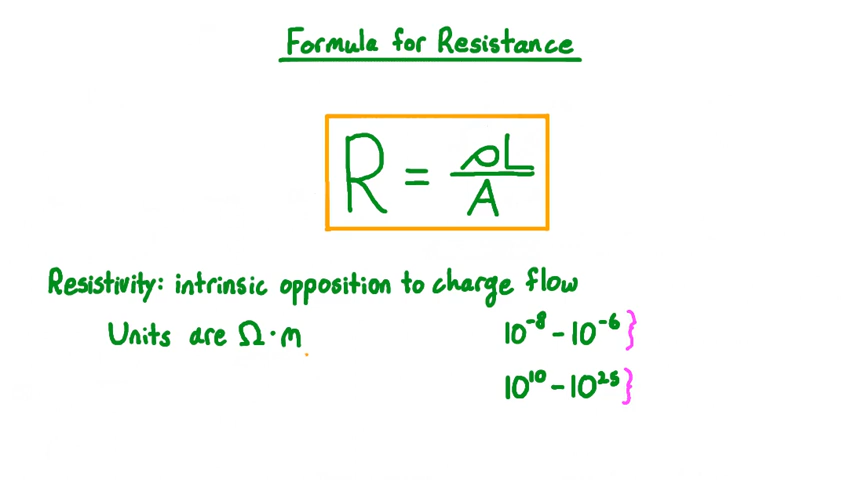 Formula for Resistance
R = ρL/A
Resistivity: intrinsic opposition to charge flow
Units are Ω·m
10⁻⁸ – 10⁻⁶ }
10¹⁰ – 10²⁵ }